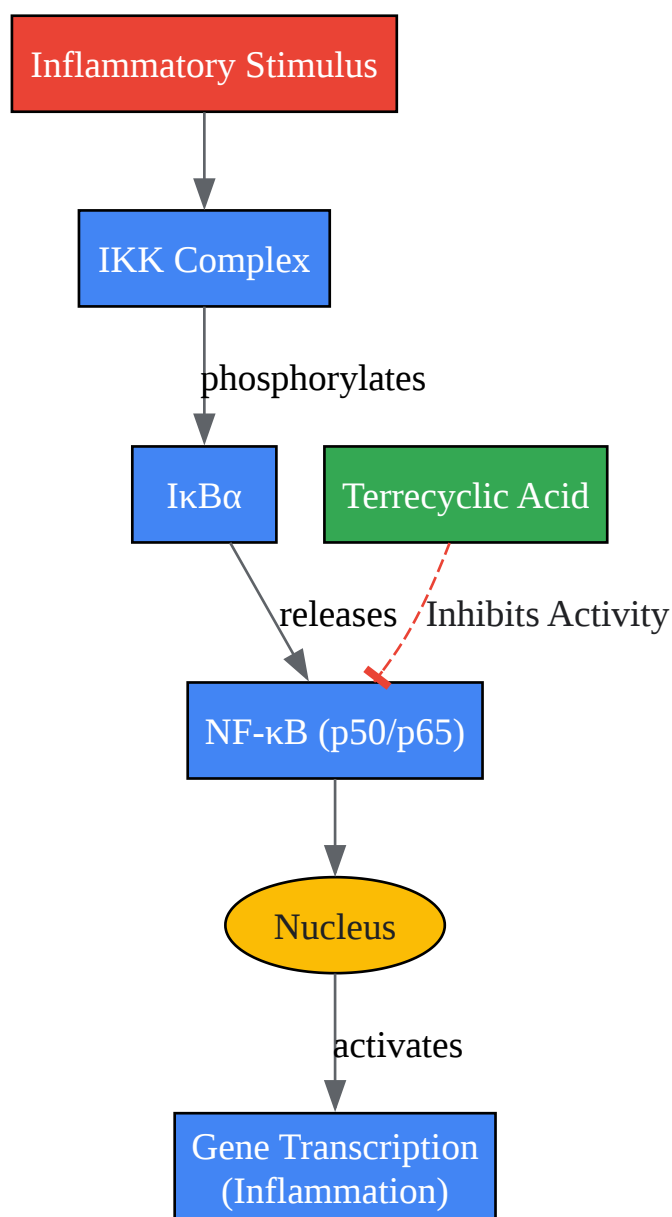 Inflammatory Stimulus
IKK Complex
phosphorylates
IκBα
Terrecyclic Acid
releases
Inhibits Activity
NF-κB (p50/p65)
Nucleus
activates
Gene Transcription
(Inflammation)